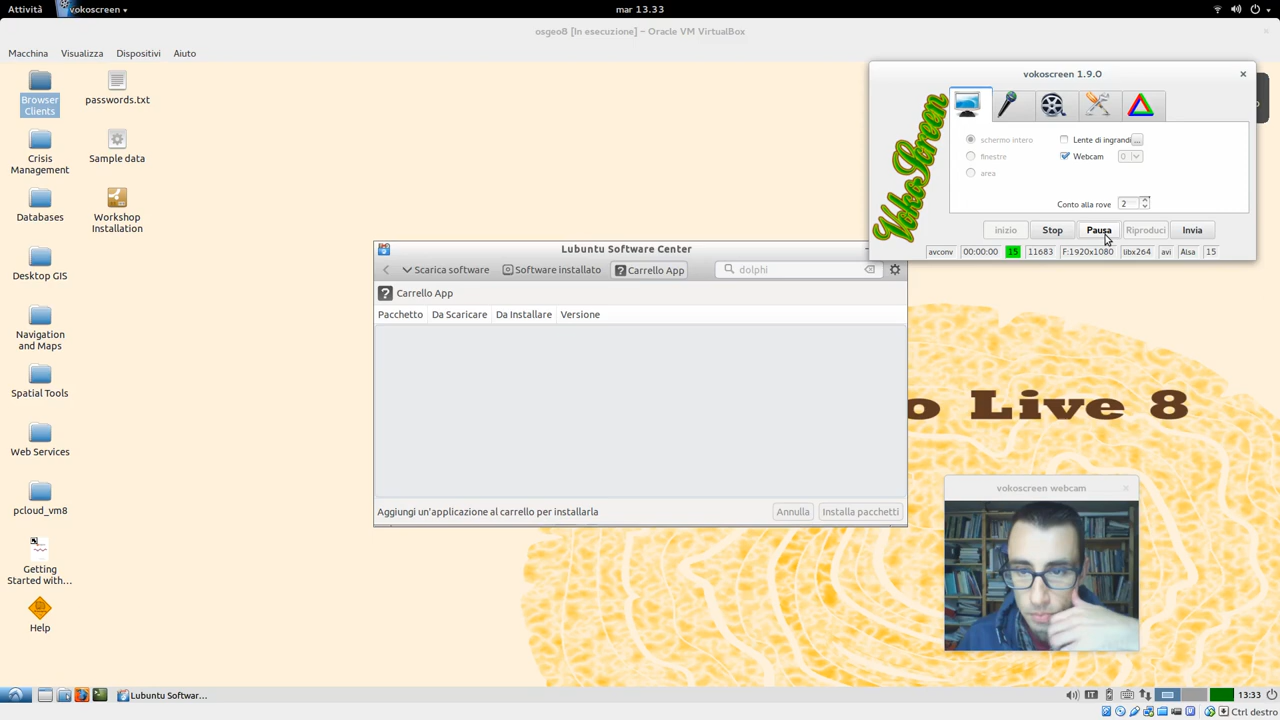 Attività
vokoscreen
mar 13.33
osgeo8 [In esecuzione] – Oracle VM VirtualBox
Macchina Visualizza Dispositivi Aiuto
Browser
Clients
passwords.txt
Crisis
Management
Sample data
Databases
Workshop
Installation
Desktop GIS
Navigation
and Maps
Spatial Tools
Web Services
pcloud_vm8
Getting
Started with...
Help
vokoscreen 1.9.0
VokoScreen
schermo intero
Lente di ingrandi
...
finestre
Webcam
0
area
Conto alla rove
2
inizio Stop Pausa Riproduci Invia
avconv 00:00:00 15 11683 F:1920x1080 libx264 avi Alsa 15
Lubuntu Software Center
Scarica software Software installato Carrello App dolphi
Carrello App
Pacchetto Da Scaricare Da Installare Versione
Aggiungi un'applicazione al carrello per installarla
Annulla Installa pacchetti
o Live 8
vokoscreen webcam
Lubuntu Softwar...
IT
13:33
Ctrl destro